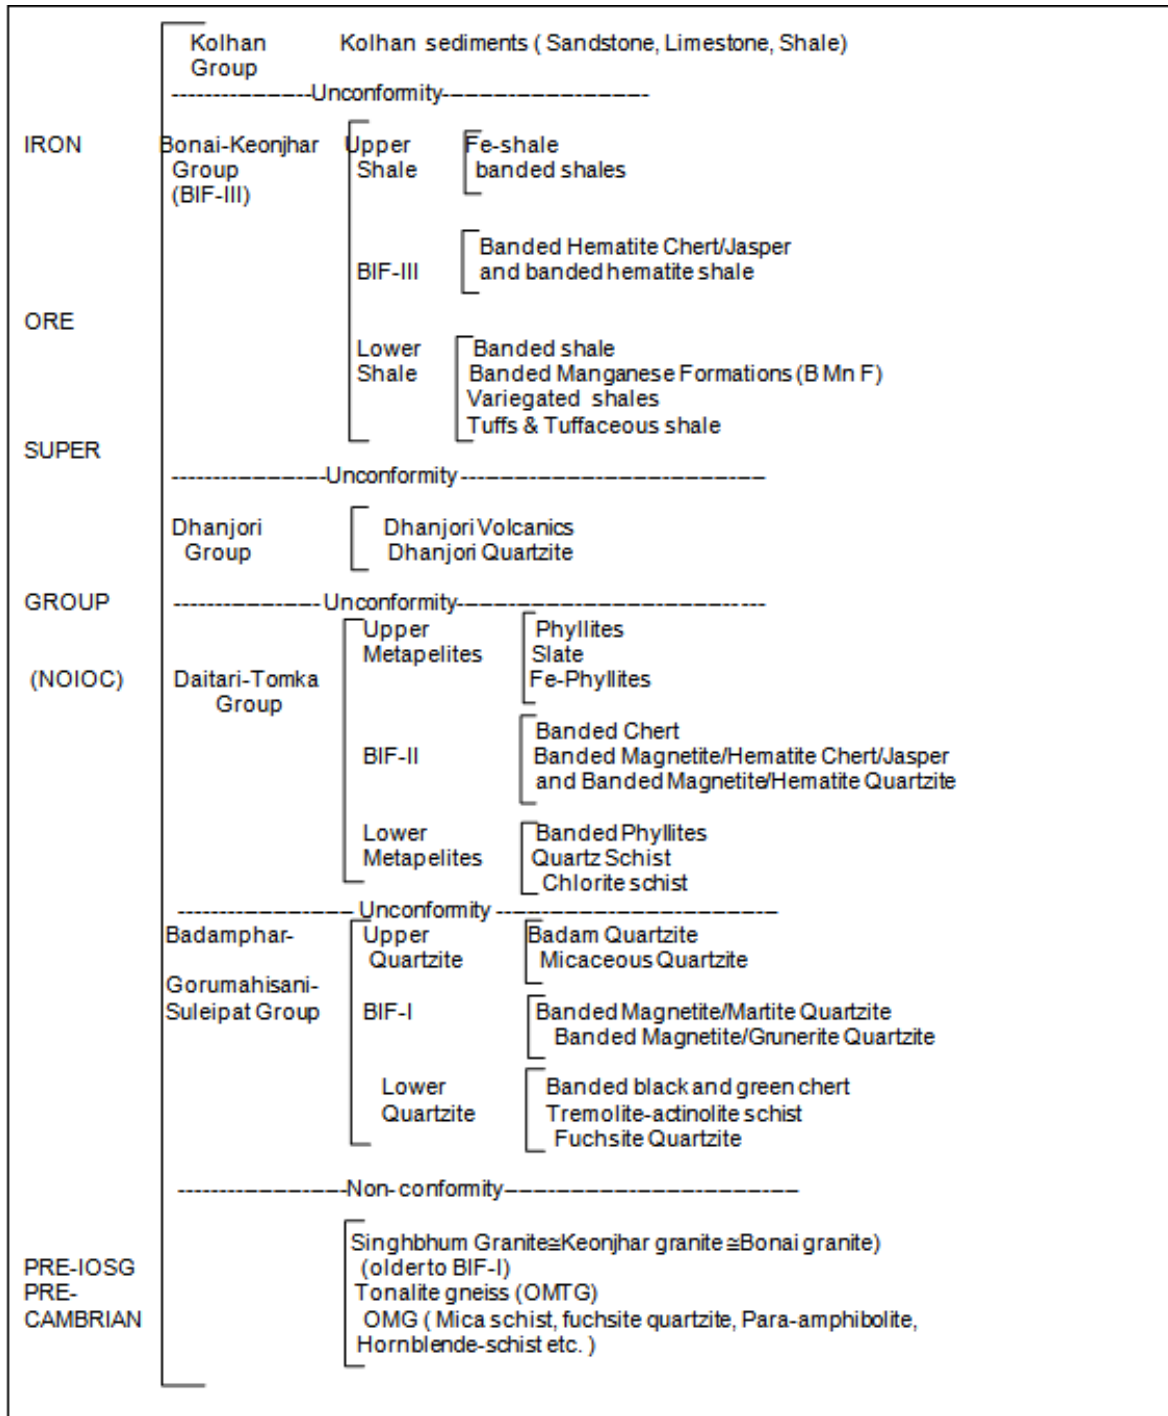 Kolhan Kolhan sediments ( Sandstone, Limestone, Shale)
Group
--------------------Unconformity------------------------------
IRON Bonai-Keonjhar Upper Fe-shale
Group Shale banded shales
(BIF-III)
Banded Hematite Chert/Jasper
BIF-III and banded hematite shale
ORE
Lower Banded shale
Shale Banded Manganese Formations (B Mn F)
Variegated shales
Tuffs & Tuffaceous shale
SUPER
----------------------Unconformity --------------------------------------------
Dhanjori Dhanjori Volcanics
Group Dhanjori Quartzite
GROUP --------------------- Unconformity--------------------------------------------
Upper Phyllites
Metapelites Slate
(NOIOC) Daitari-Tomka Fe-Phyllites
Group
Banded Chert
BIF-II Banded Magnetite/Hematite Chert/Jasper
and Banded Magnetite/Hematite Quartzite
Lower Banded Phyllites
Metapelites Quartz Schist
Chlorite schist
------------------------- Unconformity ----------------------------------------
Badamphar- Upper Badam Quartzite
Quartzite Micaceous Quartzite
Gorumahisani-
Suleipat Group BIF-I Banded Magnetite/Martite Quartzite
Banded Magnetite/Grunerite Quartzite
Lower Banded black and green chert
Quartzite Tremolite-actinolite schist
Fuchsite Quartzite
------------------------Non- conformity------------------------------------------
Singhbhum Granite≅Keonjhar granite ≅Bonai granite)
PRE-IOSG (olderto BIF-I)
PRE- Tonalite gneiss (OMTG)
CAMBRIAN OMG ( Mica schist, fuchsite quartzite, Para-amphibolite,
Hornblende-schist etc. )